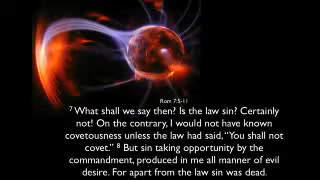 Rom 7:5-11
7 What shall we say then? Is the law sin? Certainly
not! On the contrary, I would not have known
covetousness unless the law had said, “You shall not
covet.” 8 But sin taking opportunity by the
commandment, produced in me all manner of evil
desire. For apart from the law sin was dead.